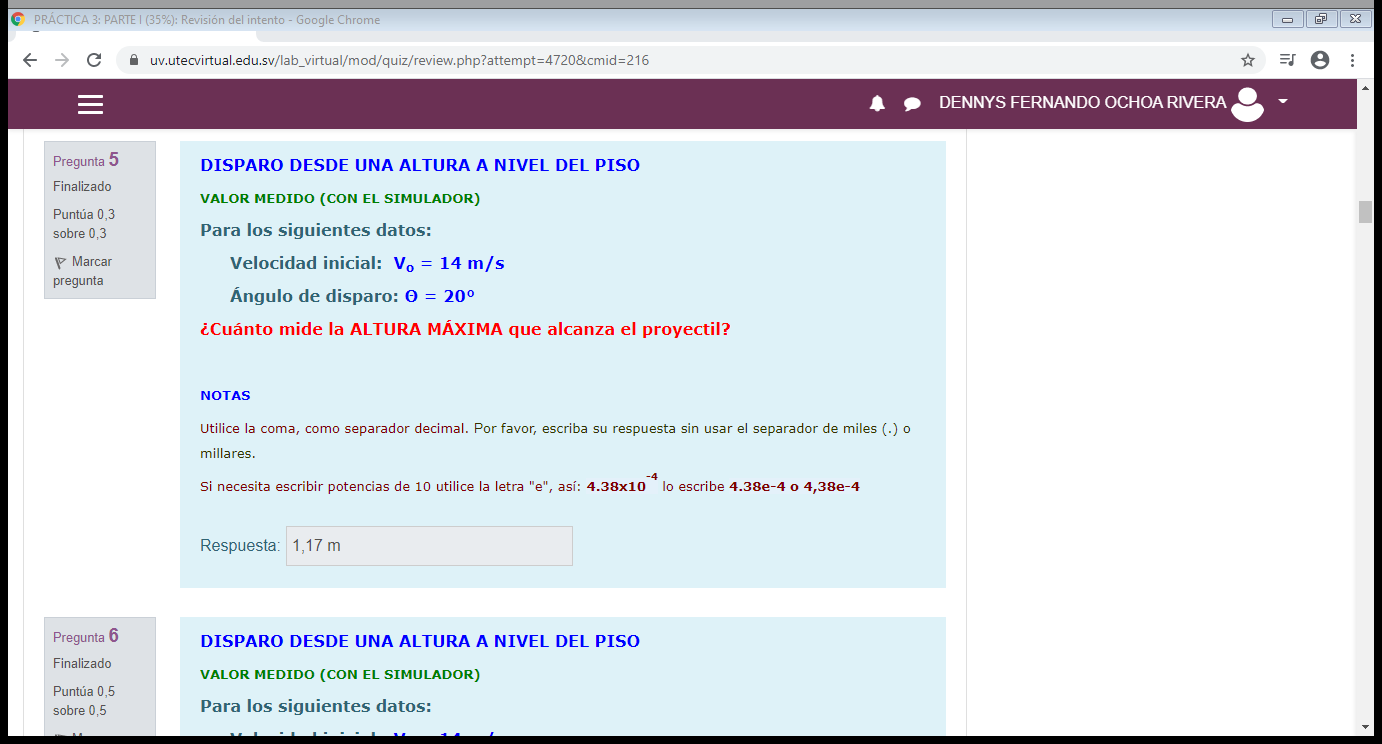 PRÁCTICA 3: PARTE I (35%): Revisión del intento - Google Chrome
uv.utecvirtual.edu.sv/lab_virtual/mod/quiz/review.php?attempt=4720&cmid=216
DENNYS FERNANDO OCHOA RIVERA
Pregunta 5
Finalizado
Puntúa 0,3
sobre 0,3
Marcar
pregunta
DISPARO DESDE UNA ALTURA A NIVEL DEL PISO
VALOR MEDIDO (CON EL SIMULADOR)
Para los siguientes datos:
Velocidad inicial: Vo = 14 m/s
Ángulo de disparo: Θ = 20º
¿Cuánto mide la ALTURA MÁXIMA que alcanza el proyectil?
NOTAS
Utilice la coma, como separador decimal. Por favor, escriba su respuesta sin usar el separador de miles (.) o
millares.
Si necesita escribir potencias de 10 utilice la letra "e", así: 4.38x10-4 lo escribe 4.38e-4 o 4,38e-4
Respuesta: 1,17 m
Pregunta 6
Finalizado
Puntúa 0,5
sobre 0,5
DISPARO DESDE UNA ALTURA A NIVEL DEL PISO
VALOR MEDIDO (CON EL SIMULADOR)
Para los siguientes datos: